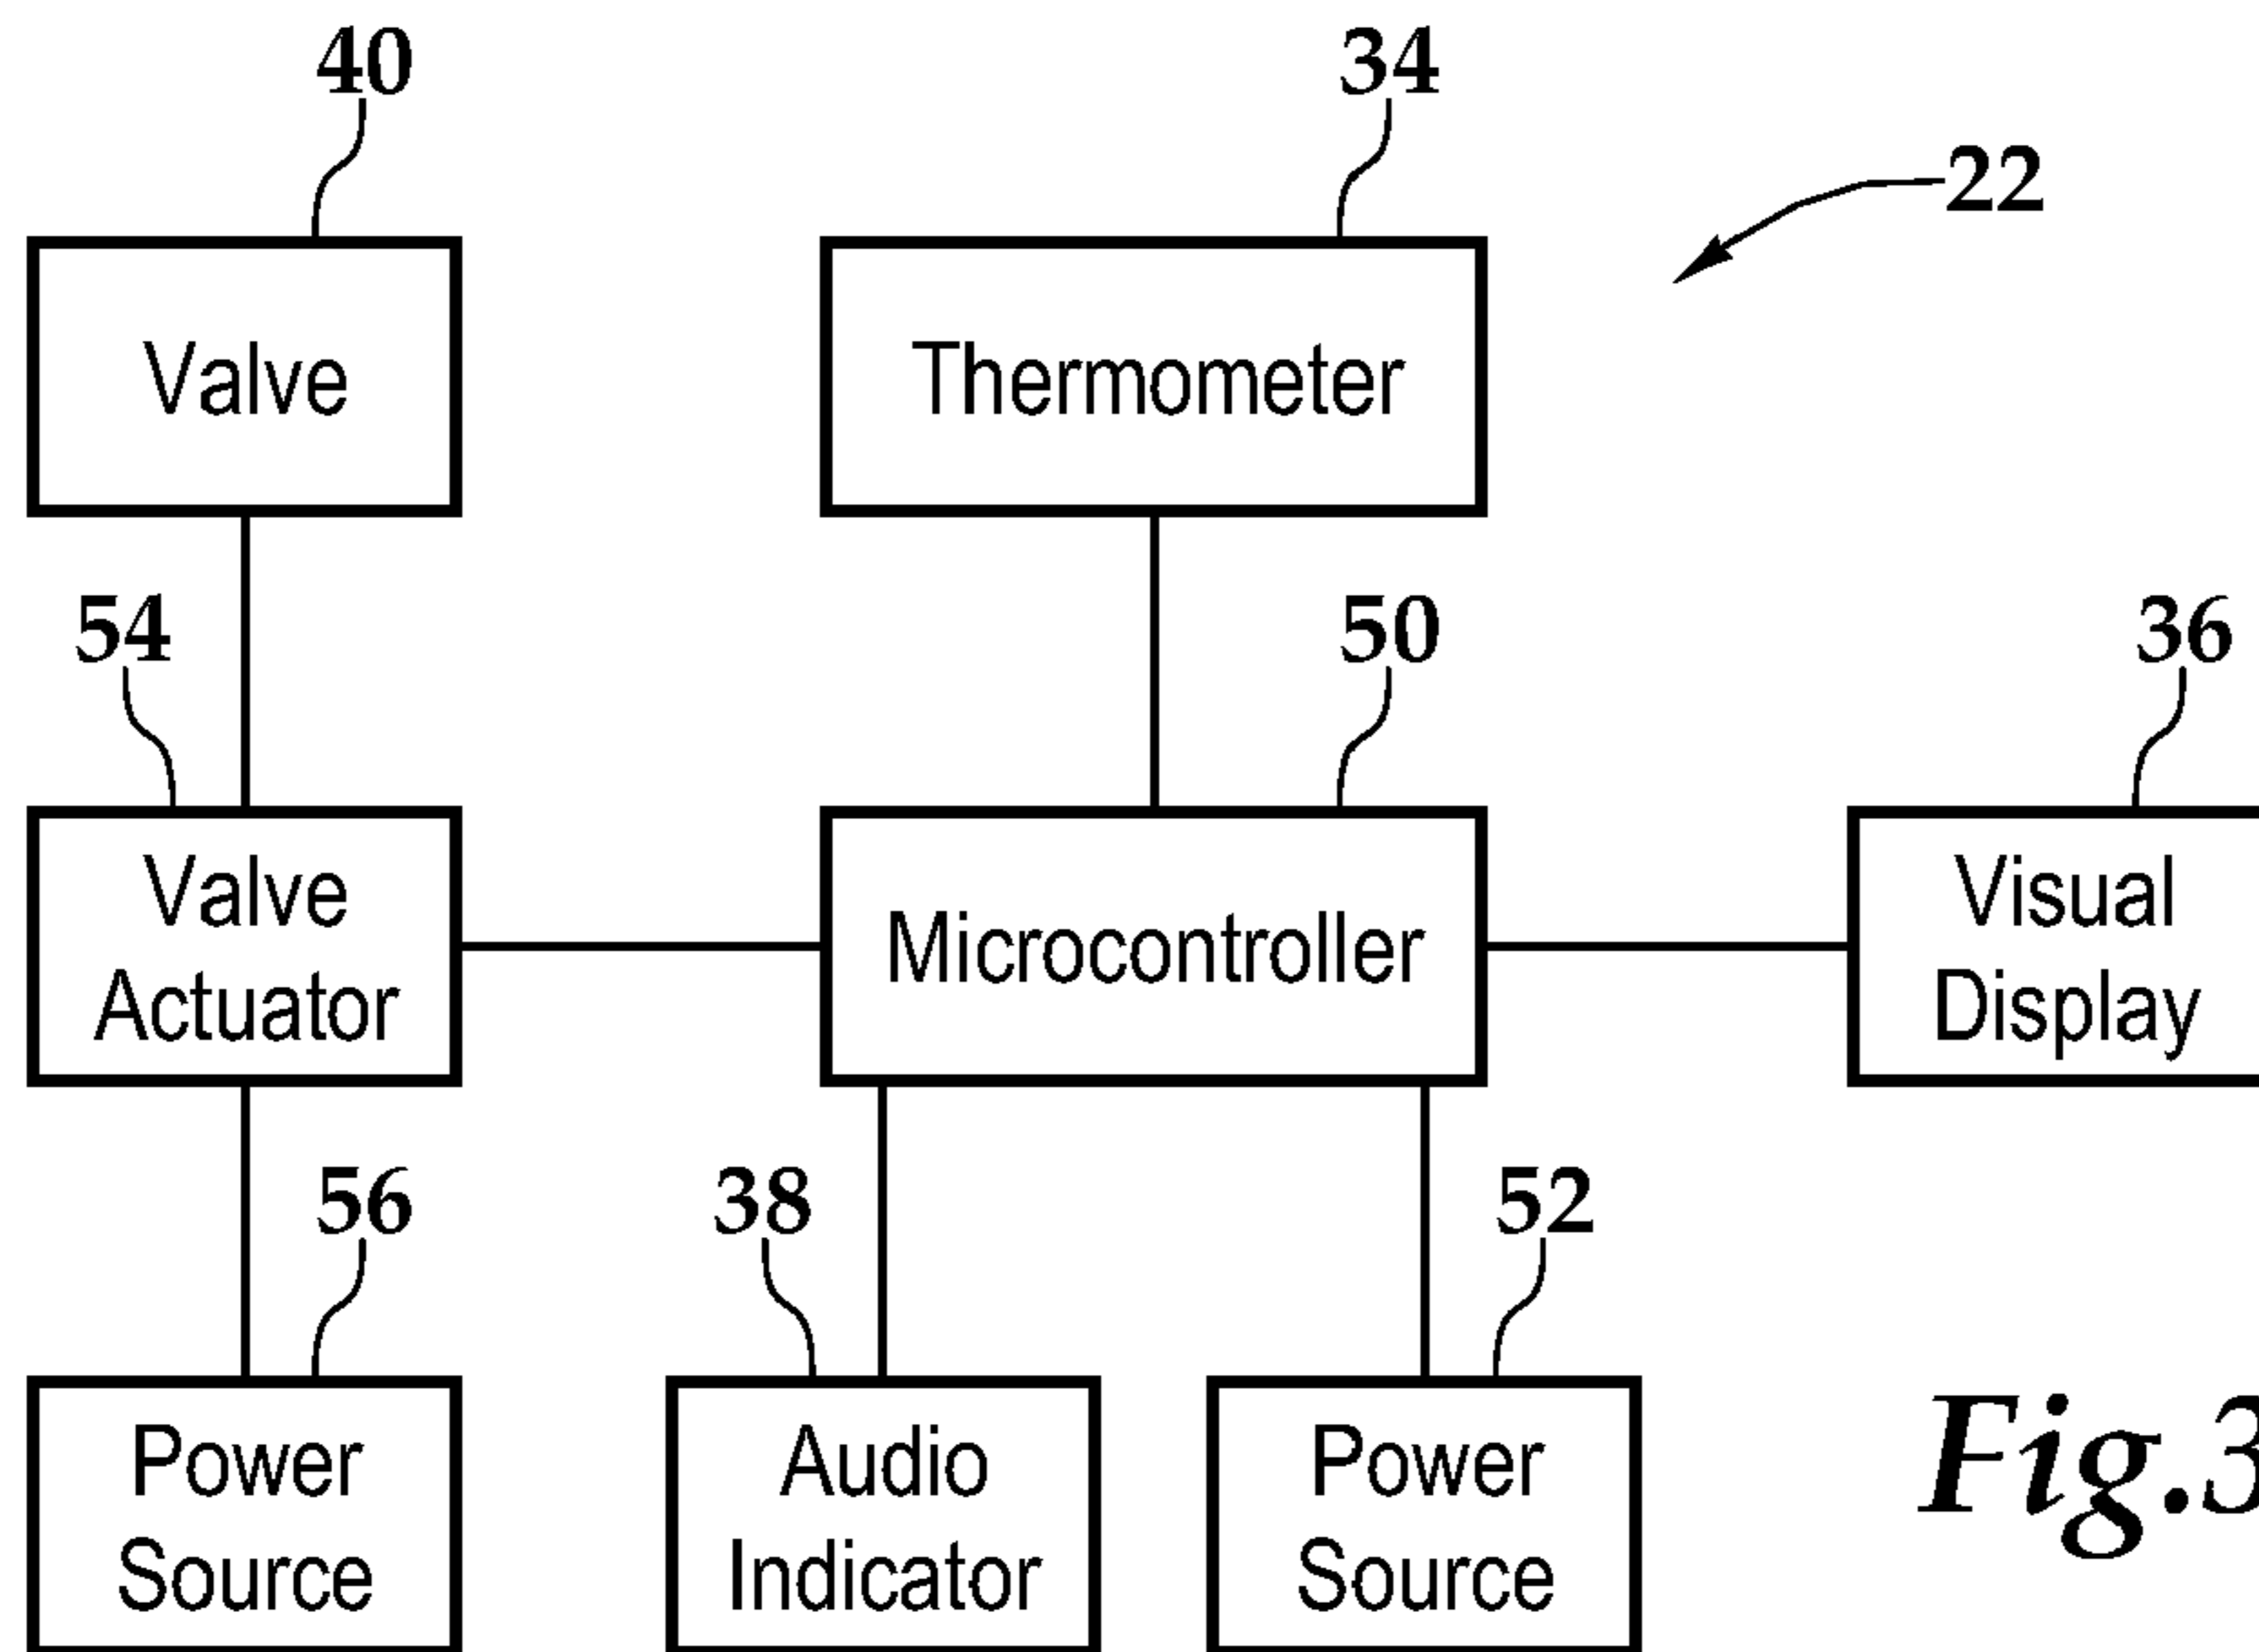 40
34
22
Valve
Thermometer
54
50
36
Valve
Actuator
Microcontroller
Visual
Display
56
38
52
Power
Source
Audio
Indicator
Power
Source
Fig.3